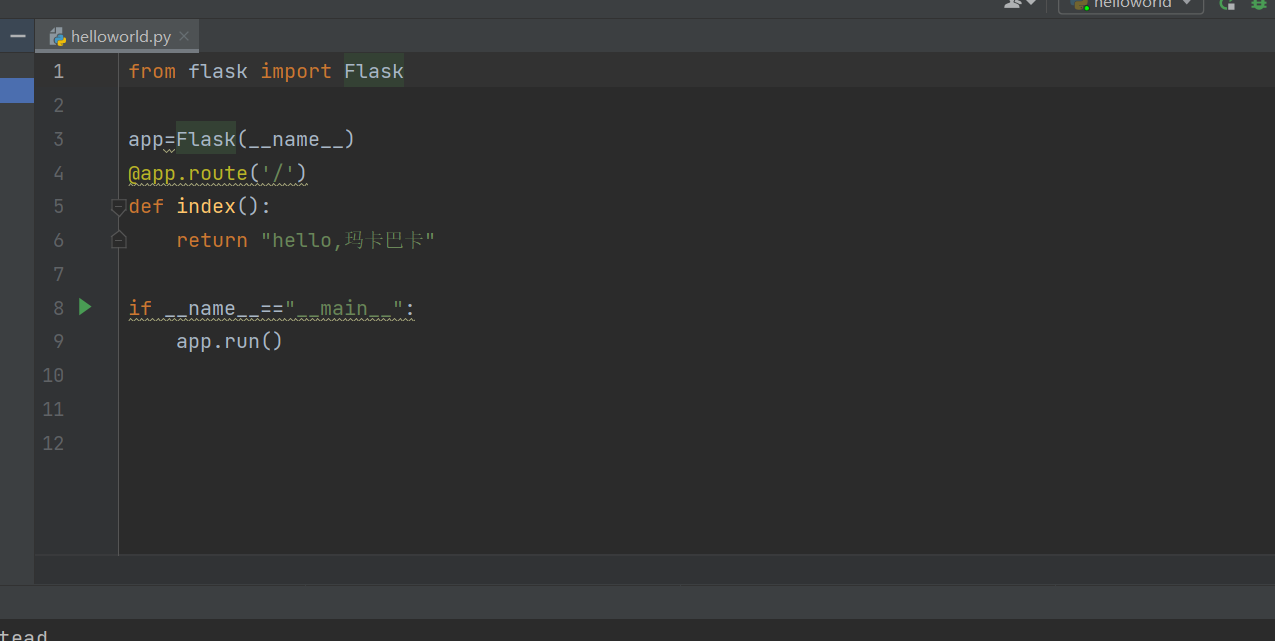 helloworld
helloworld.py
1 from flask import Flask
2
3 app=Flask(__name__)
4 @app.route('/')
5 def index():
6     return "hello,玛卡巴卡"
7
8 if __name__=="__main__":
9     app.run()
10
11
12
tead